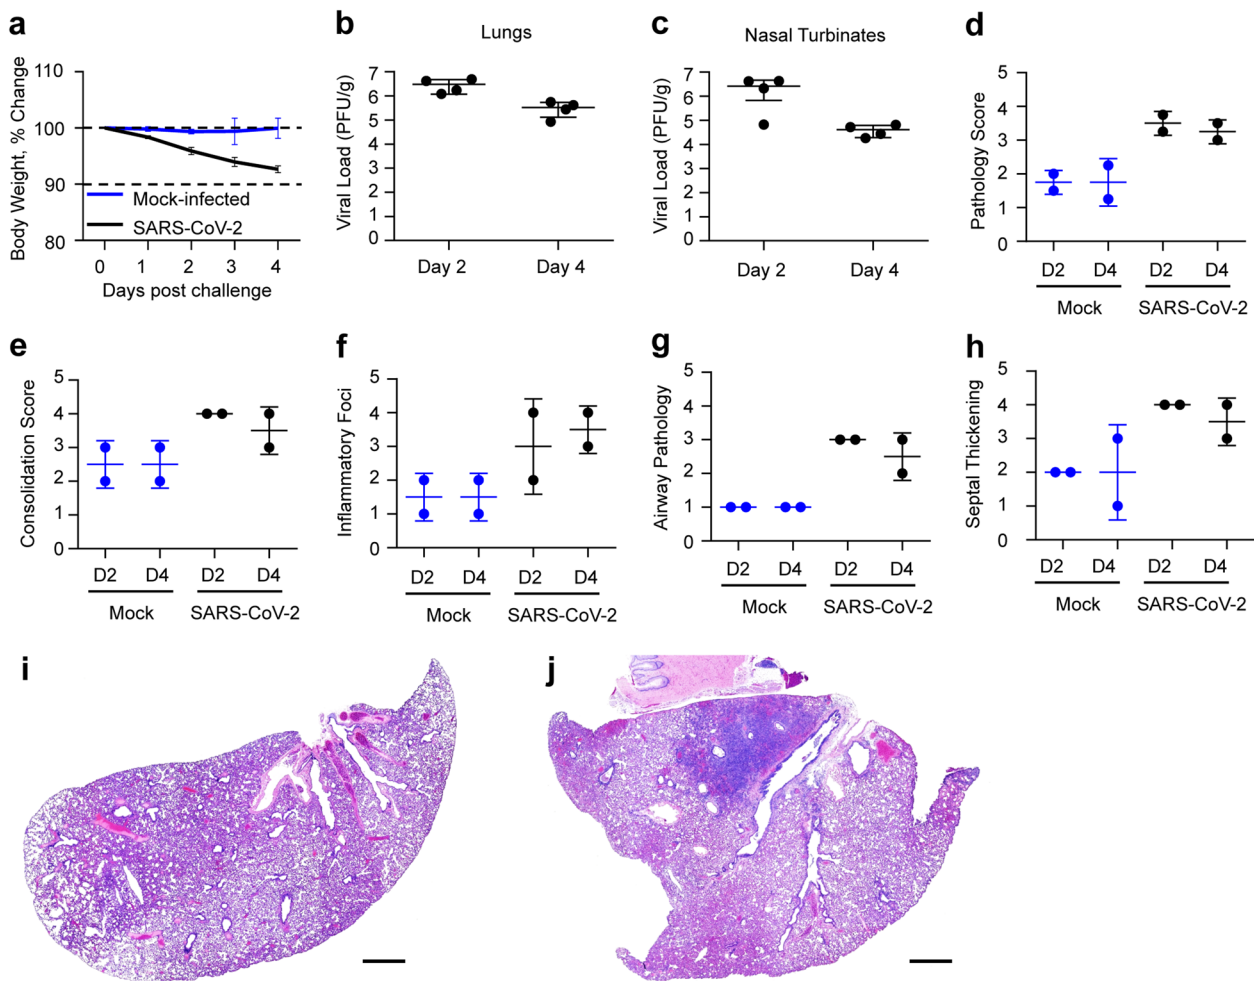 a
Body Weight, % Change
110
100
90
80
Mock-infected
SARS-CoV-2
0 1 2 3 4
Days post challenge
b
Lungs
Viral Load (PFU/g)
7
6
5
4
3
2
1
0
Day 2 Day 4
c
Nasal Turbinates
Viral Load (PFU/g)
7
6
5
4
3
2
1
0
Day 2 Day 4
d
Pathology Score
5
4
3
2
1
0
D2 D4 D2 D4
Mock SARS-CoV-2
e
Consolidation Score
5
4
3
2
1
0
D2 D4 D2 D4
Mock SARS-CoV-2
f
Inflammatory Foci
5
4
3
2
1
0
D2 D4 D2 D4
Mock SARS-CoV-2
g
Airway Pathology
5
4
3
2
1
0
D2 D4 D2 D4
Mock SARS-CoV-2
h
Septal Thickening
5
4
3
2
1
0
D2 D4 D2 D4
Mock SARS-CoV-2
i
j